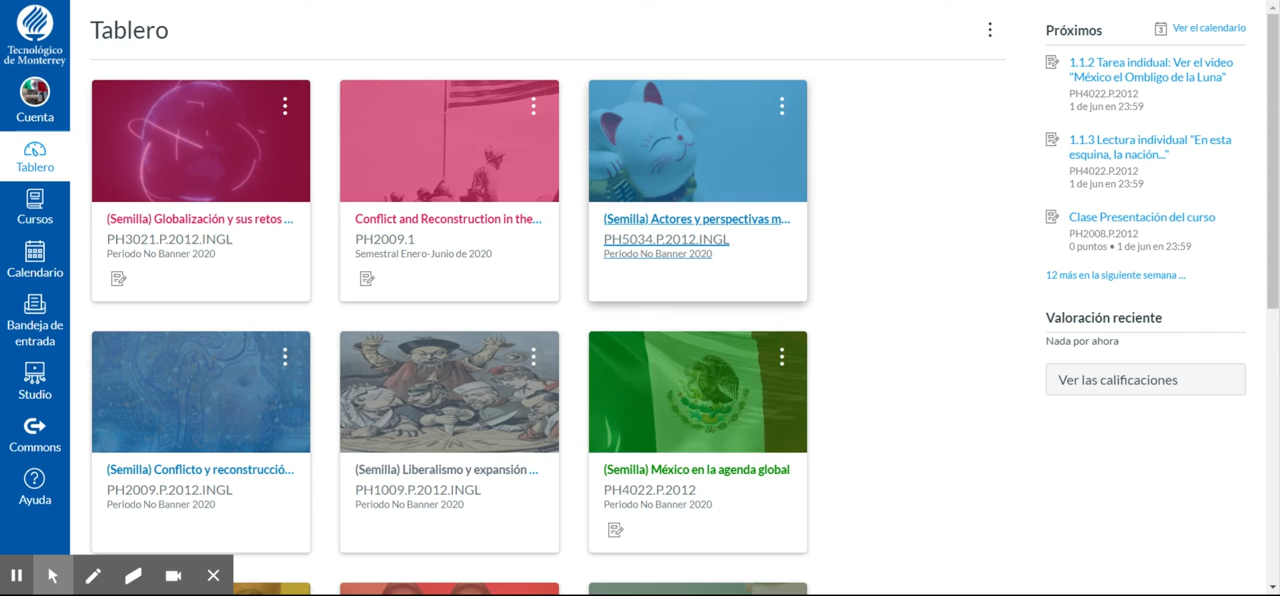 Tecnológico
de Monterrey
Cuenta
Tablero
Cursos
Calendario
Bandeja de
entrada
Studio
Commons
Ayuda
Tablero
(Semilla) Globalización y sus retos ...
PH3021.P.2012.INGL
Periodo No Banner 2020
Conflict and Reconstruction in the...
PH2009.1
Semestral Enero-Junio de 2020
(Semilla) Actores y perspectivas m...
PH5034.P.2012.INGL
Periodo No Banner 2020
(Semilla) Conflicto y reconstrucció...
PH2009.P.2012.INGL
Periodo No Banner 2020
(Semilla) Liberalismo y expansión ...
PH1009.P.2012.INGL
Periodo No Banner 2020
(Semilla) México en la agenda global
PH4022.P.2012
Periodo No Banner 2020
Próximos
3
Ver el calendario
1.1.2 Tarea indidual: Ver el video
"México el Ombligo de la Luna"
PH4022.P.2012
1 de jun en 23:59
1.1.3 Lectura individual "En esta
esquina, la nación..."
PH4022.P.2012
1 de jun en 23:59
Clase Presentación del curso
PH2008.P.2012
0 puntos • 1 de jun en 23:59
12 más en la siguiente semana ...
Valoración reciente
Nada por ahora
Ver las calificaciones